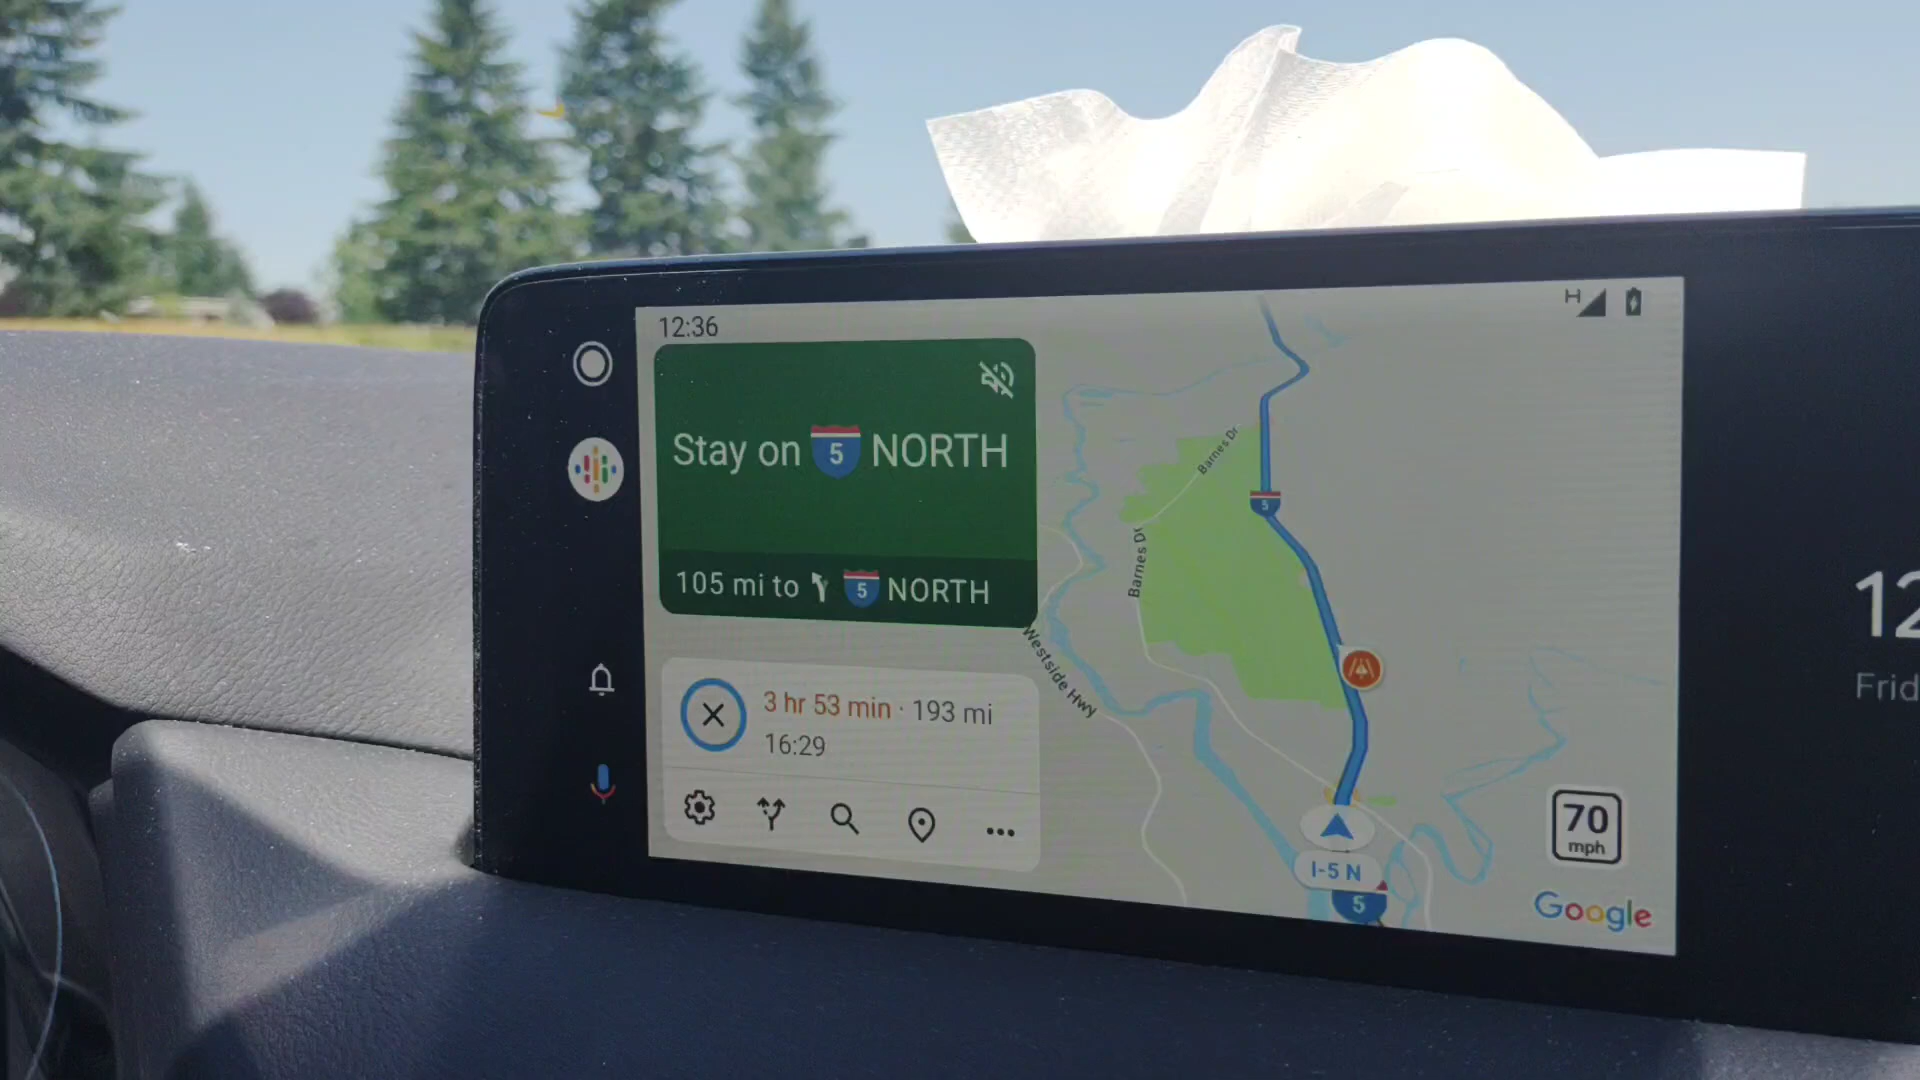 12:36
Stay on 5 NORTH
105 mi to 5 NORTH
3 hr 53 min · 193 mi
16:29
Barnes Dr
Barnes Dr
Westside Hwy
5
I-5 N
5
H
70
mph
Google
12
Frid